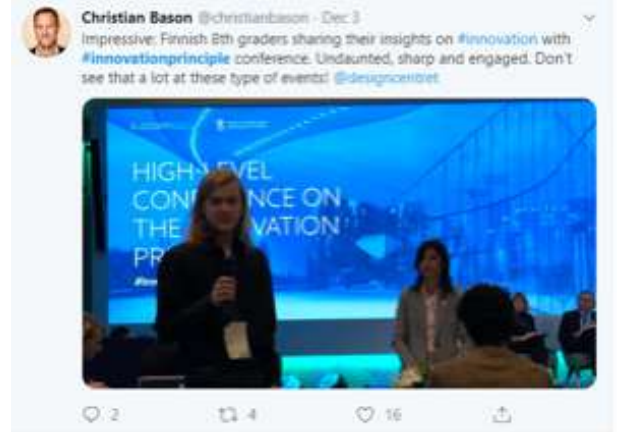 Christian Bason @christianbason · Dec 3
Impressive: Finnish 8th graders sharing their insights on #innovation with
#innovationprinciple conference. Undaunted, sharp and engaged. Don't
see that a lot at these type of events! @designcentret
HIGH-LEVEL
CON NCE ON
THE VATION
PR
2 4 16